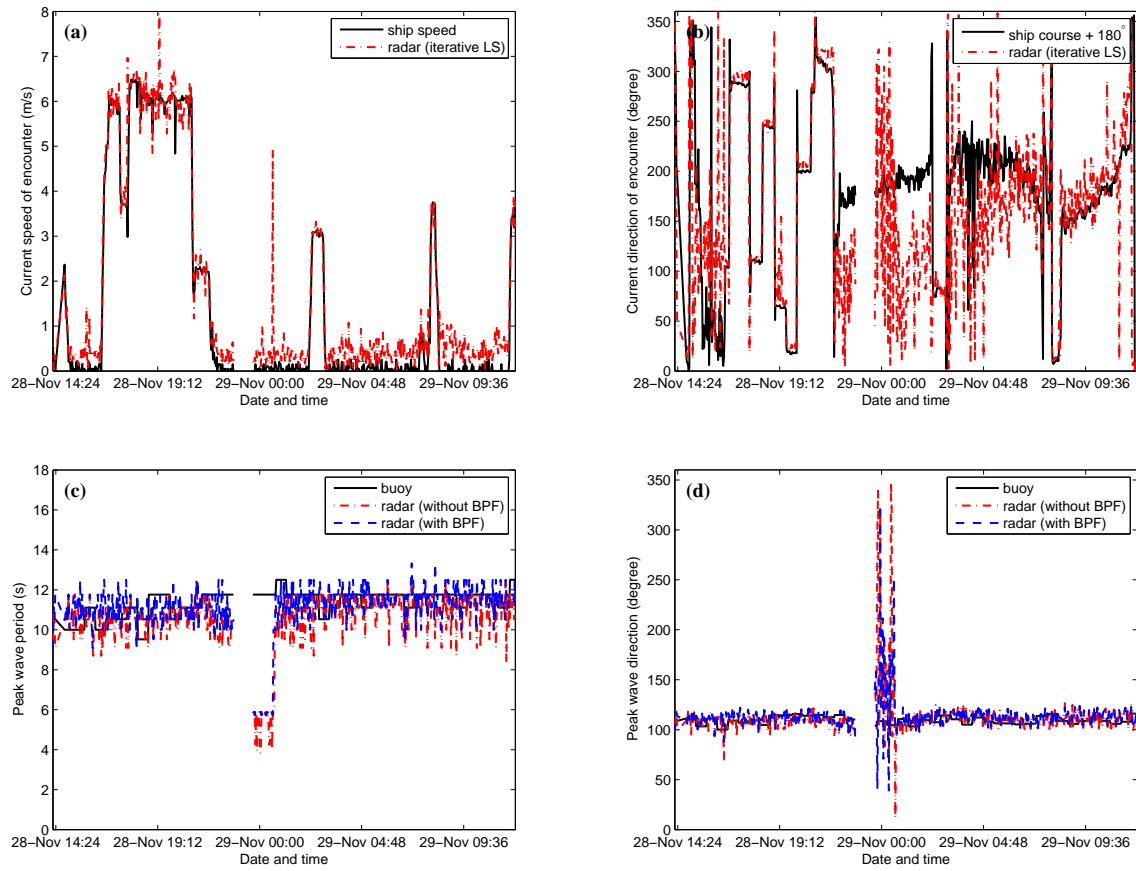 (a)
ship speed
radar (iterative LS)
8
7
6
5
4
3
2
1
0
Current speed of encounter (m/s)
28−Nov 14:24 28−Nov 19:12 29−Nov 00:00 29−Nov 04:48 29−Nov 09:36
Date and time
(b)
ship course + 180°
radar (iterative LS)
350
300
250
200
150
100
50
0
Current direction of encounter (degree)
28−Nov 14:24 28−Nov 19:12 29−Nov 00:00 29−Nov 04:48 29−Nov 09:36
Date and time
(c)
buoy
radar (without BPF)
radar (with BPF)
18
16
14
12
10
8
6
4
2
0
Peak wave period (s)
28−Nov 14:24 28−Nov 19:12 29−Nov 00:00 29−Nov 04:48 29−Nov 09:36
Date and time
(d)
buoy
radar (without BPF)
radar (with BPF)
350
300
250
200
150
100
50
0
Peak wave direction (degree)
28−Nov 14:24 28−Nov 19:12 29−Nov 00:00 29−Nov 04:48 29−Nov 09:36
Date and time